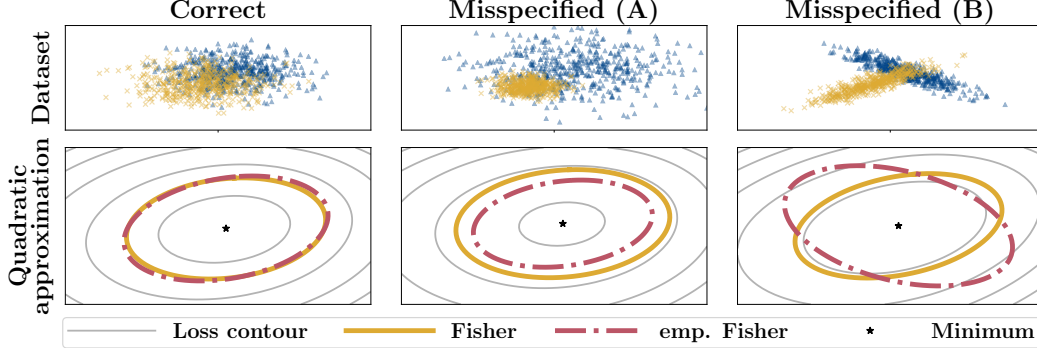 Correct Misspecified (A) Misspecified (B)
Dataset
Quadratic
approximation
Loss contour Fisher emp. Fisher Minimum